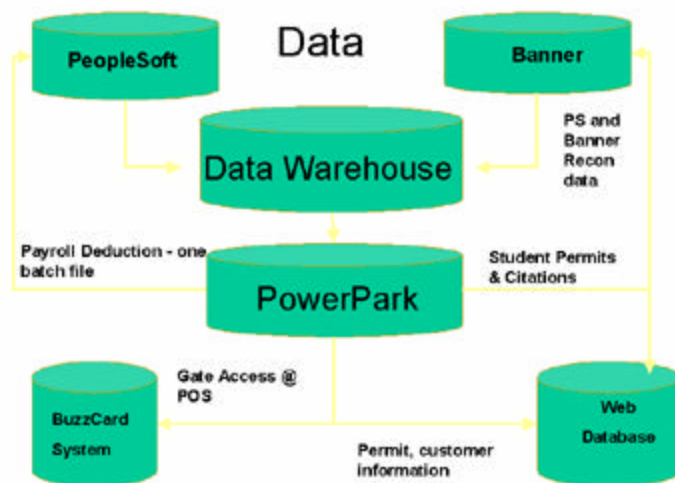 Data
PeopleSoft
Banner
PS and
Banner
Recon
data
Data Warehouse
Payroll Deduction - one
batch file
Student Permits
& Citations
PowerPark
Gate Access @
POS
BuzzCard
System
Web
Database
Permit, customer
information